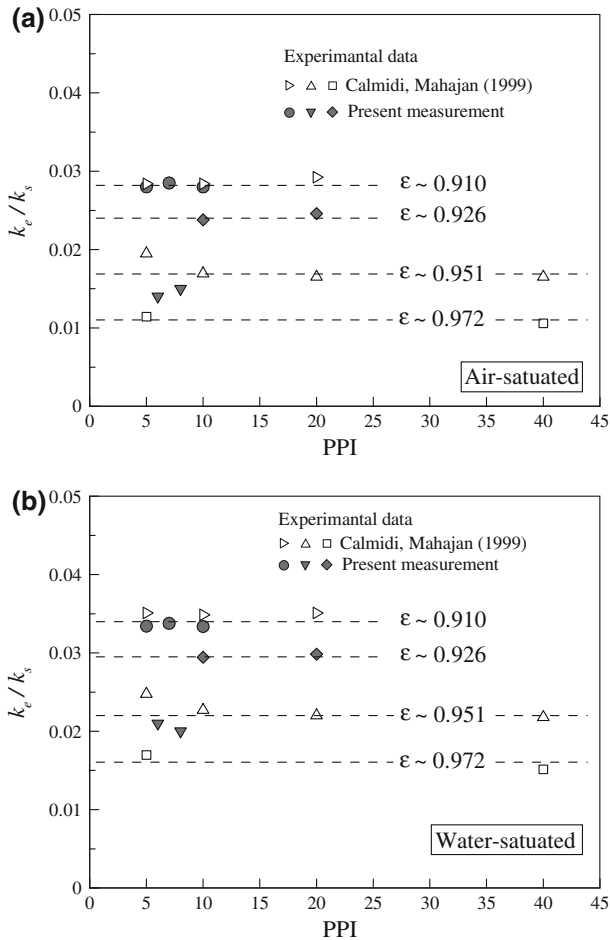 (a)
0.05
0.04
0.03
0.02
0.01
0
k_e / k_s
Experimantal data
Calmidi, Mahajan (1999)
Present measurement
ε ~ 0.910
ε ~ 0.926
ε ~ 0.951
ε ~ 0.972
Air-satuated
0 5 10 15 20 25 30 35 40 45
PPI
(b)
0.05
0.04
0.03
0.02
0.01
0
k_e / k_s
Experimantal data
Calmidi, Mahajan (1999)
Present measurement
ε ~ 0.910
ε ~ 0.926
ε ~ 0.951
ε ~ 0.972
Water-satuated
0 5 10 15 20 25 30 35 40 45
PPI